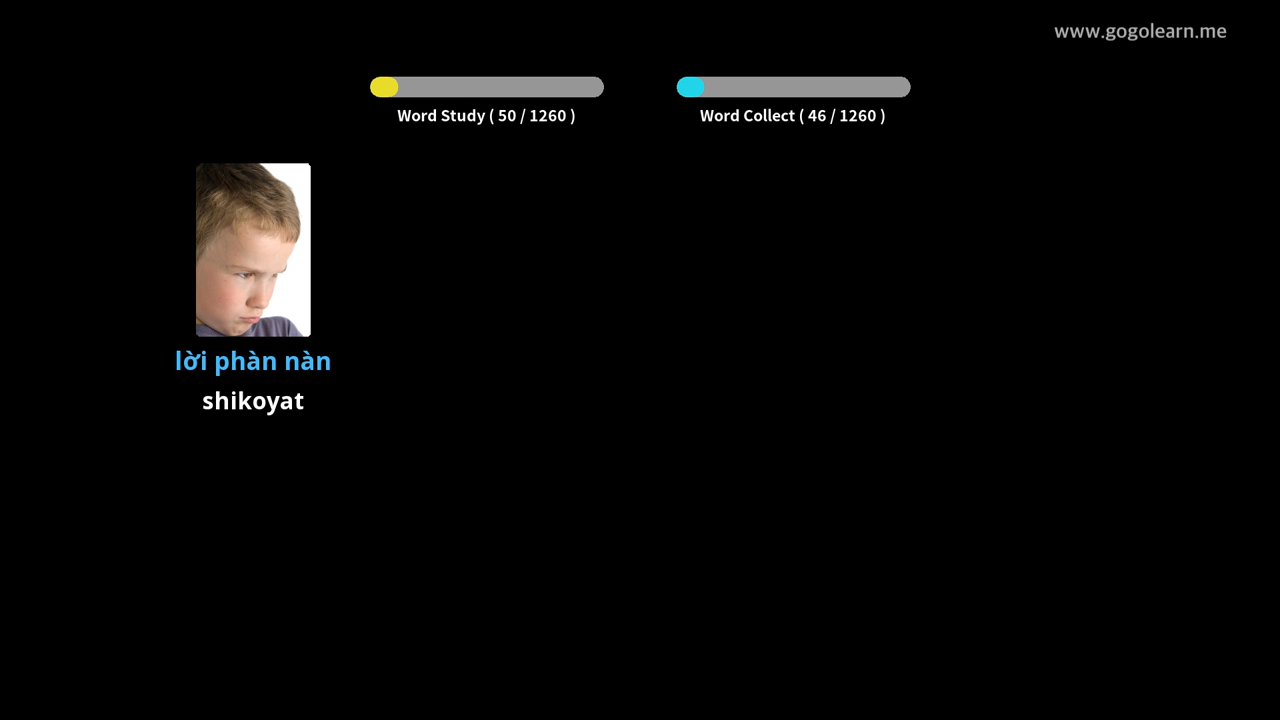 www.gogolearn.me
Word Study ( 50 / 1260 )
Word Collect ( 46 / 1260 )
lời phàn nàn
shikoyat